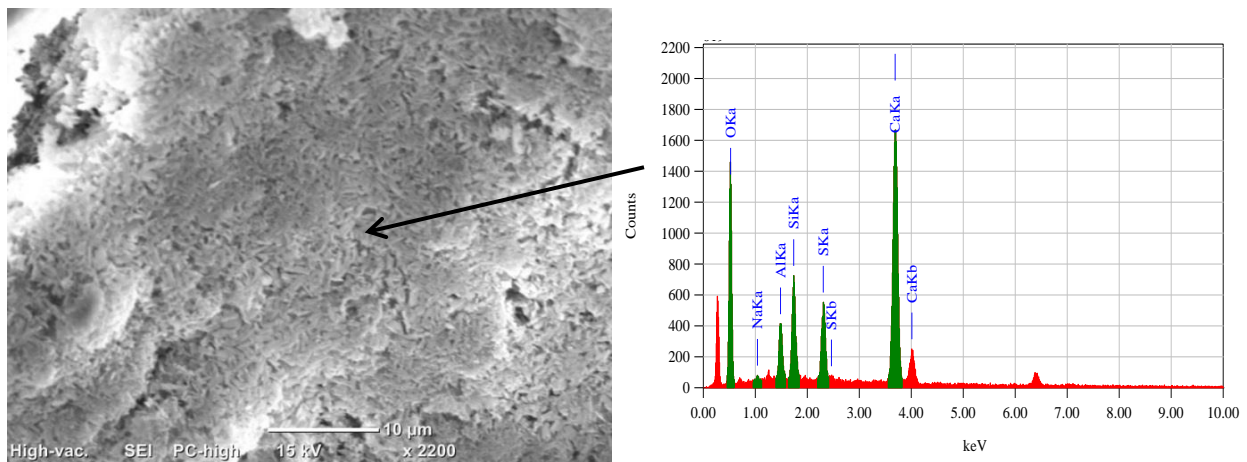 High-vac. SEI PC-high 15 kV x 2200
10 µm
Counts
2200
2000
1800
1600
1400
1200
1000
800
600
400
200
0
OKa
NaKa
AlKa
SiKa
SKa
SKb
CaKa
CaKb
0.00 1.00 2.00 3.00 4.00 5.00 6.00 7.00 8.00 9.00 10.00
keV